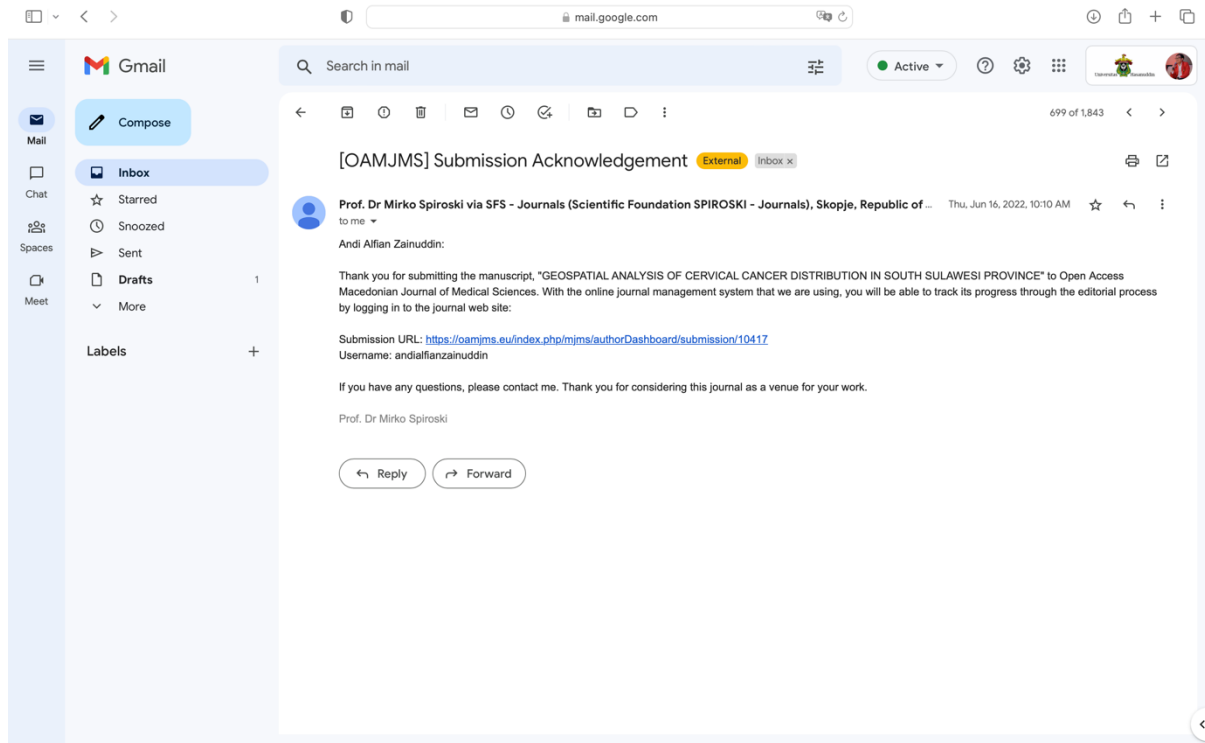 mail.google.com
Gmail
Search in mail
Active
Compose
699 of 1,843
Mail
Chat
Spaces
Meet
Inbox
Starred
Snoozed
Sent
Drafts 1
More
Labels
[OAMJMS] Submission Acknowledgement External Inbox x
Prof. Dr Mirko Spiroski via SFS - Journals (Scientific Foundation SPIROSKI - Journals), Skopje, Republic of ... Thu, Jun 16, 2022, 10:10 AM
to me
Andi Alfian Zainuddin:
Thank you for submitting the manuscript, "GEOSPATIAL ANALYSIS OF CERVICAL CANCER DISTRIBUTION IN SOUTH SULAWESI PROVINCE" to Open Access
Macedonian Journal of Medical Sciences. With the online journal management system that we are using, you will be able to track its progress through the editorial process
by logging in to the journal web site:
Submission URL: https://oamjms.eu/index.php/mjms/authorDashboard/submission/10417
Username: andialfianzainuddin
If you have any questions, please contact me. Thank you for considering this journal as a venue for your work.
Prof. Dr Mirko Spiroski
Reply
Forward